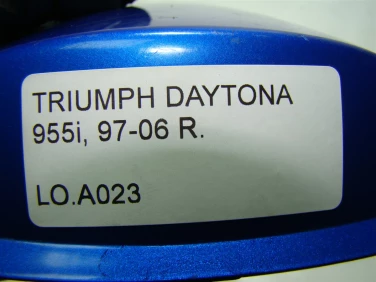 TRIUMPH DAYTONA
955i, 97-06 R.
LO.A023